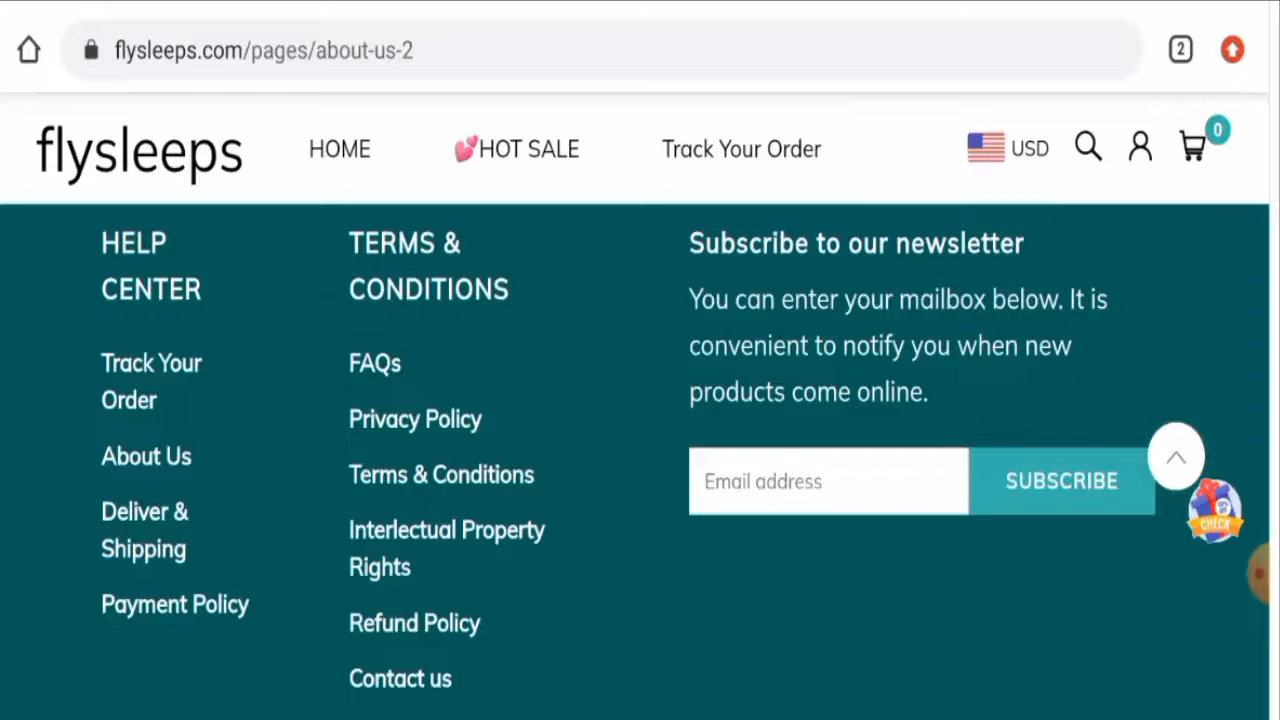 flysleeps.com/pages/about-us-2
2
flysleeps
HOME
💕HOT SALE
Track Your Order
USD
0
HELP
CENTER
Track Your
Order
About Us
Deliver &
Shipping
Payment Policy
TERMS &
CONDITIONS
FAQs
Privacy Policy
Terms & Conditions
Interlectual Property
Rights
Refund Policy
Contact us
Subscribe to our newsletter
You can enter your mailbox below. It is
convenient to notify you when new
products come online.
Email address
SUBSCRIBE
CHECK